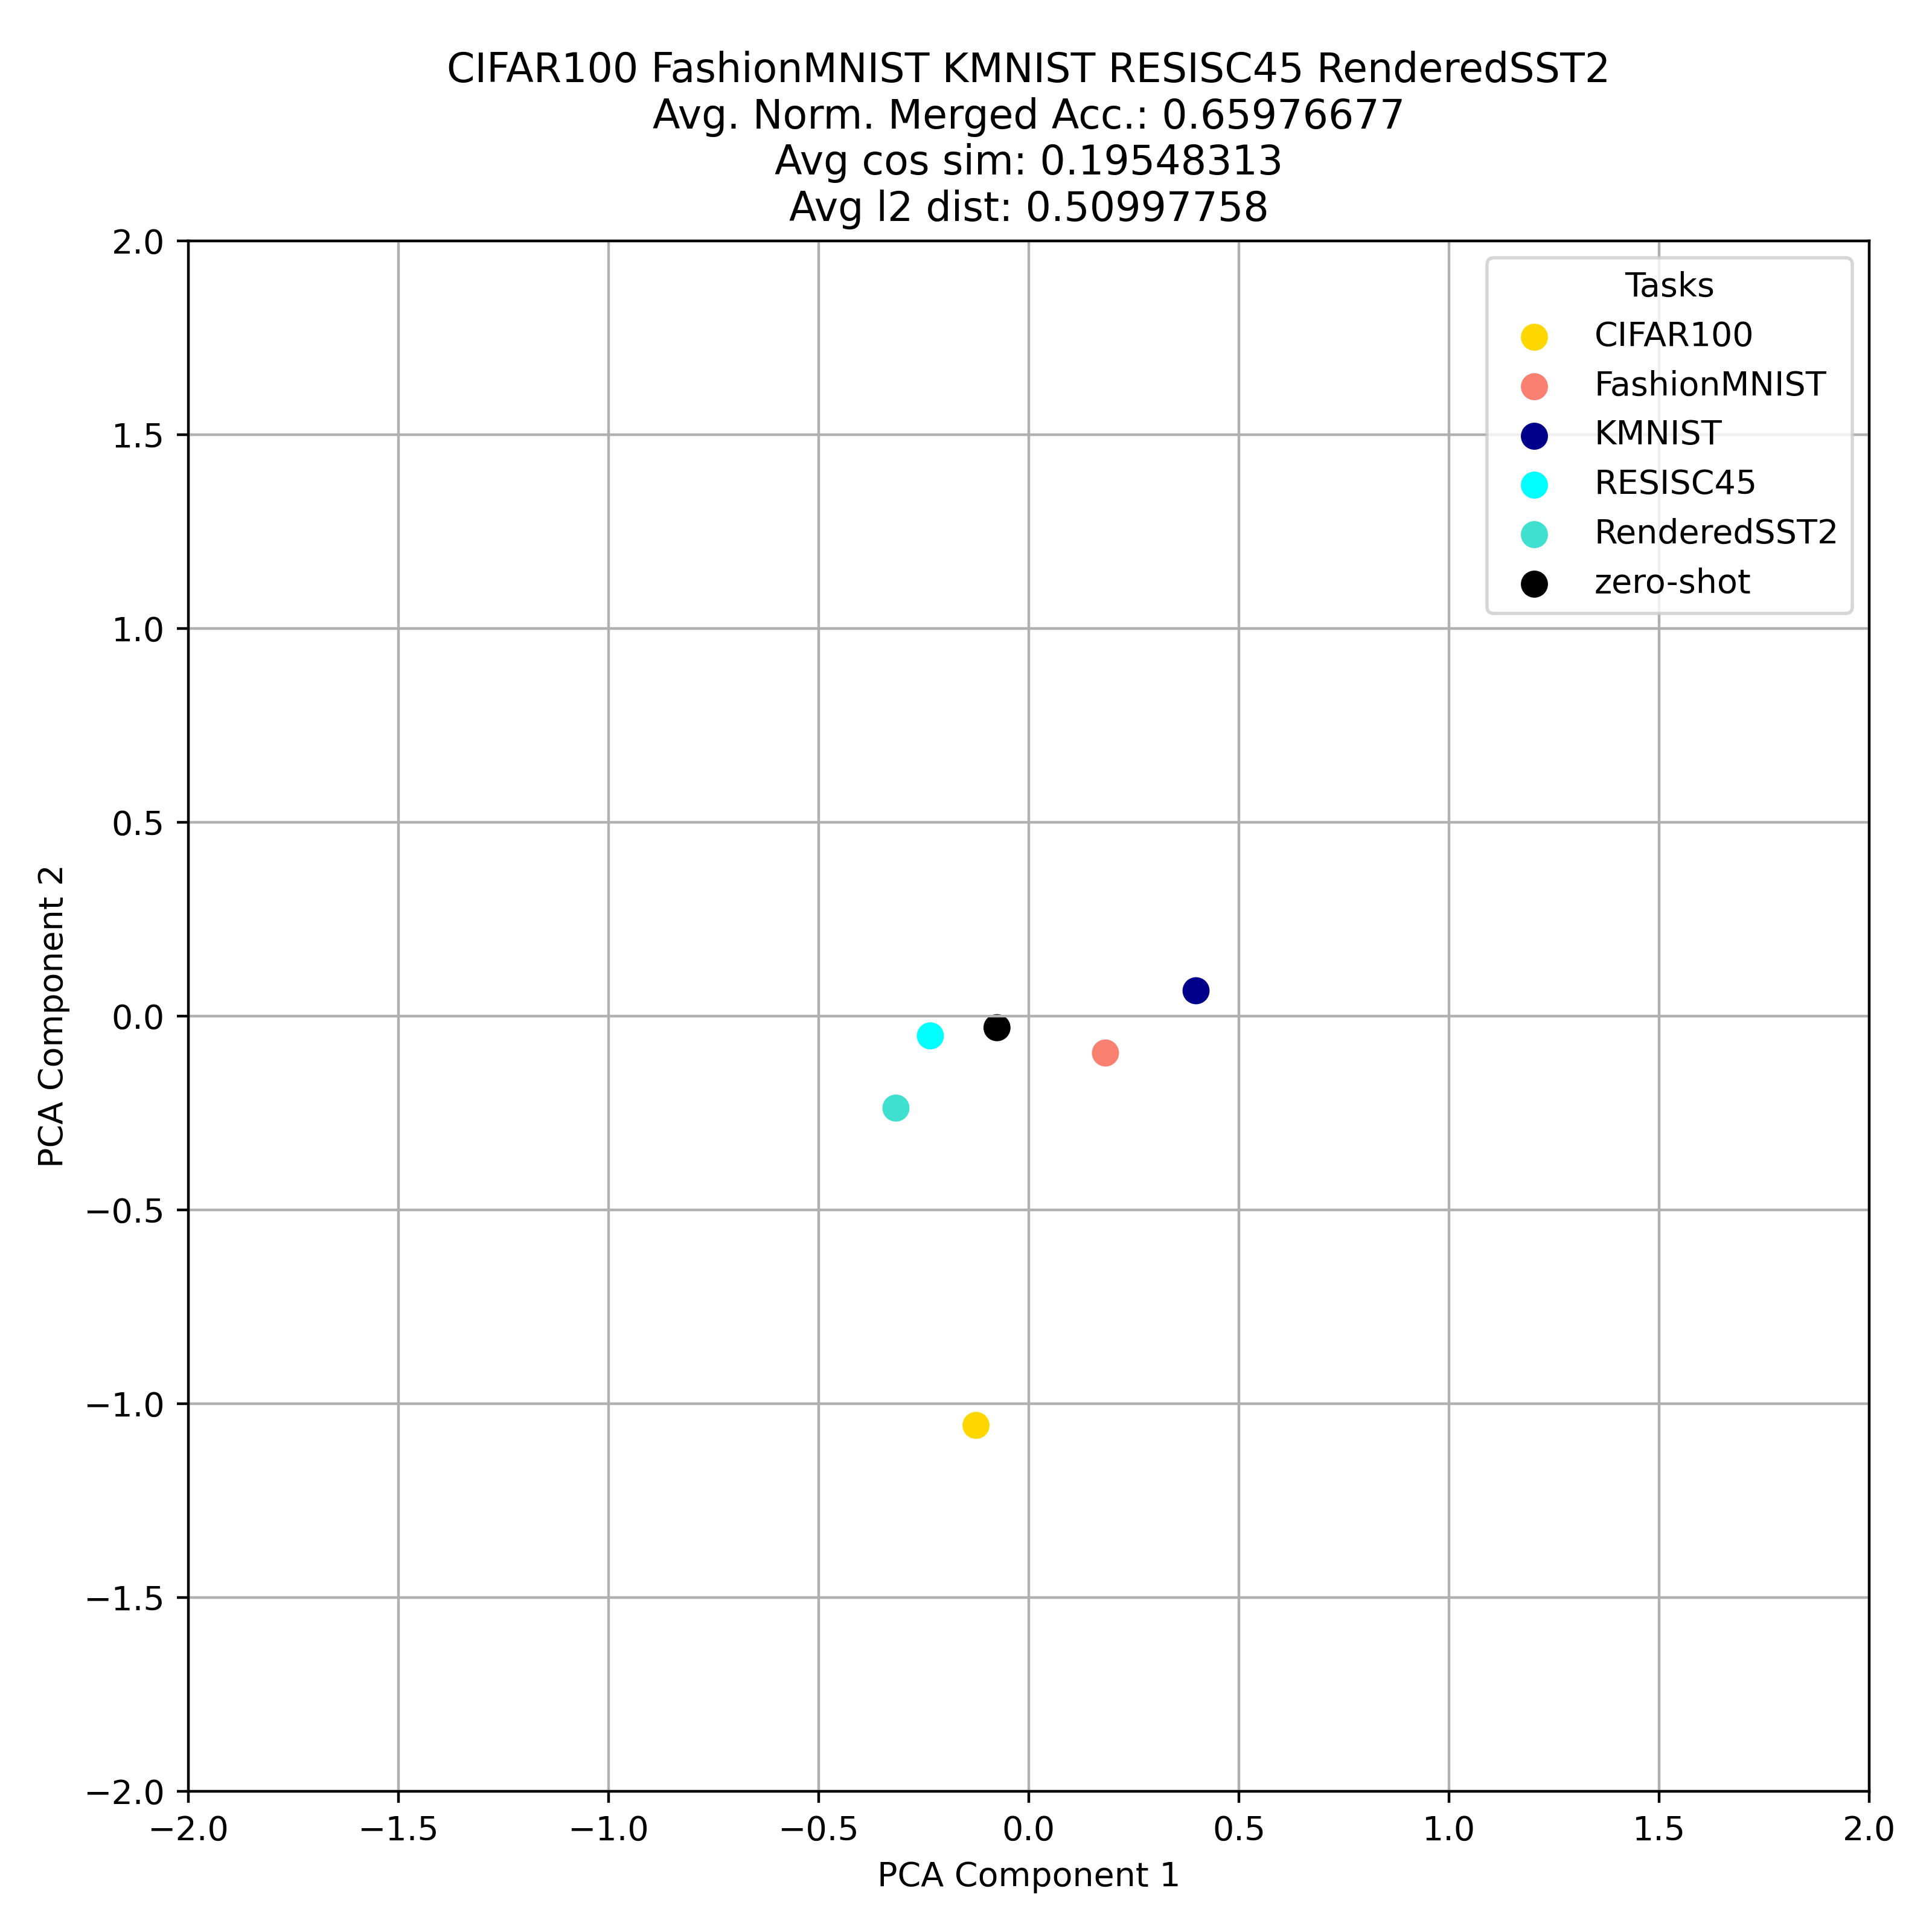 CIFAR100 FashionMNIST KMNIST RESISC45 RenderedSST2
Avg. Norm. Merged Acc.: 0.65976677
Avg cos sim: 0.19548313
Avg l2 dist: 0.50997758
Tasks
CIFAR100
FashionMNIST
KMNIST
RESISC45
RenderedSST2
zero-shot
2.0
1.5
1.0
0.5
0.0
−0.5
−1.0
−1.5
−2.0
PCA Component 2
−2.0 −1.5 −1.0 −0.5 0.0 0.5 1.0 1.5 2.0
PCA Component 1